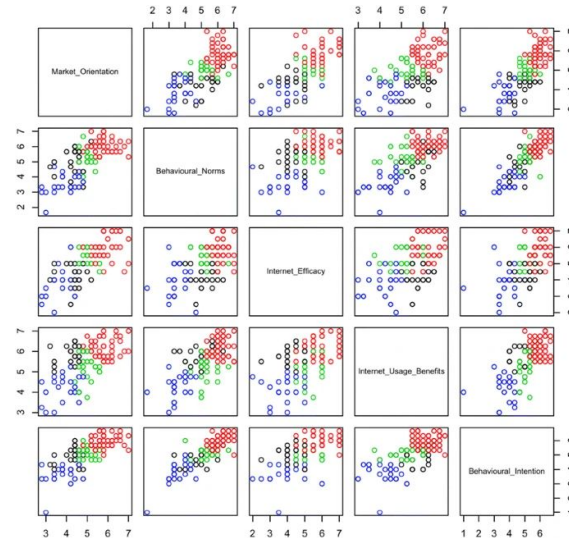 2 3 4 5 6 7
3 4 5 6 7
Market_Orientation
2 3 4 5 6 7
Behavioural_Norms
Internet_Efficacy
3 4 5 6 7
Internet_Usage_Benefits
Behavioural_Intention
3 4 5 6 7
2 3 4 5 6 7
1 2 3 4 5 6